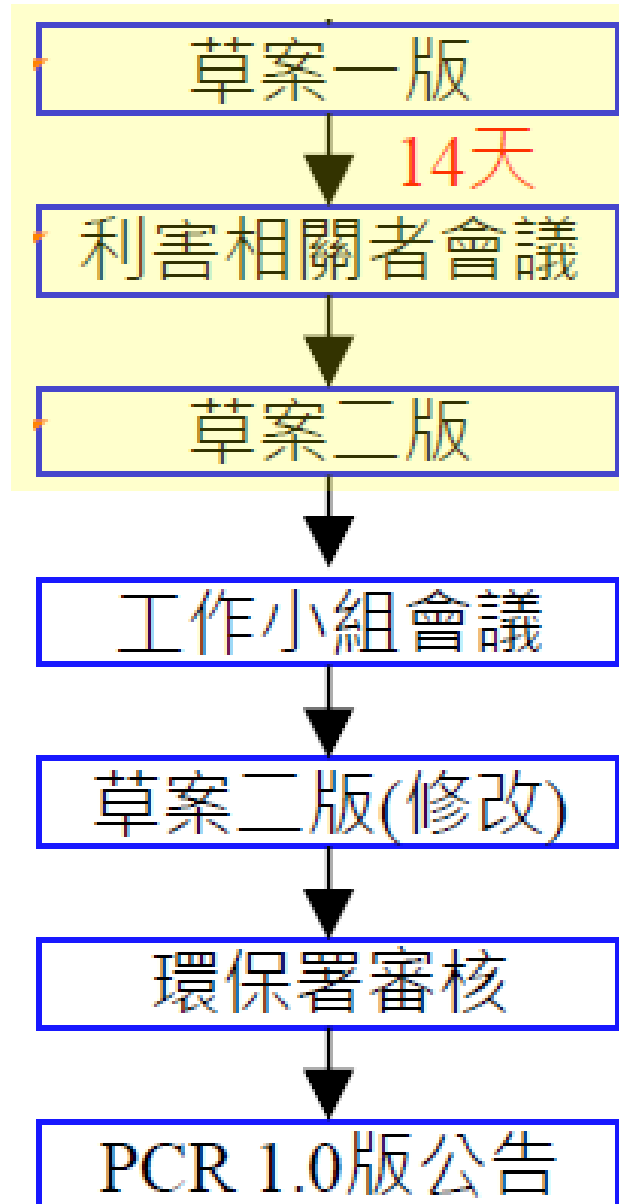 草案一版
14天
利害相關者會議
草案二版
工作小組會議
草案二版(修改)
環保署審核
PCR 1.0版公告